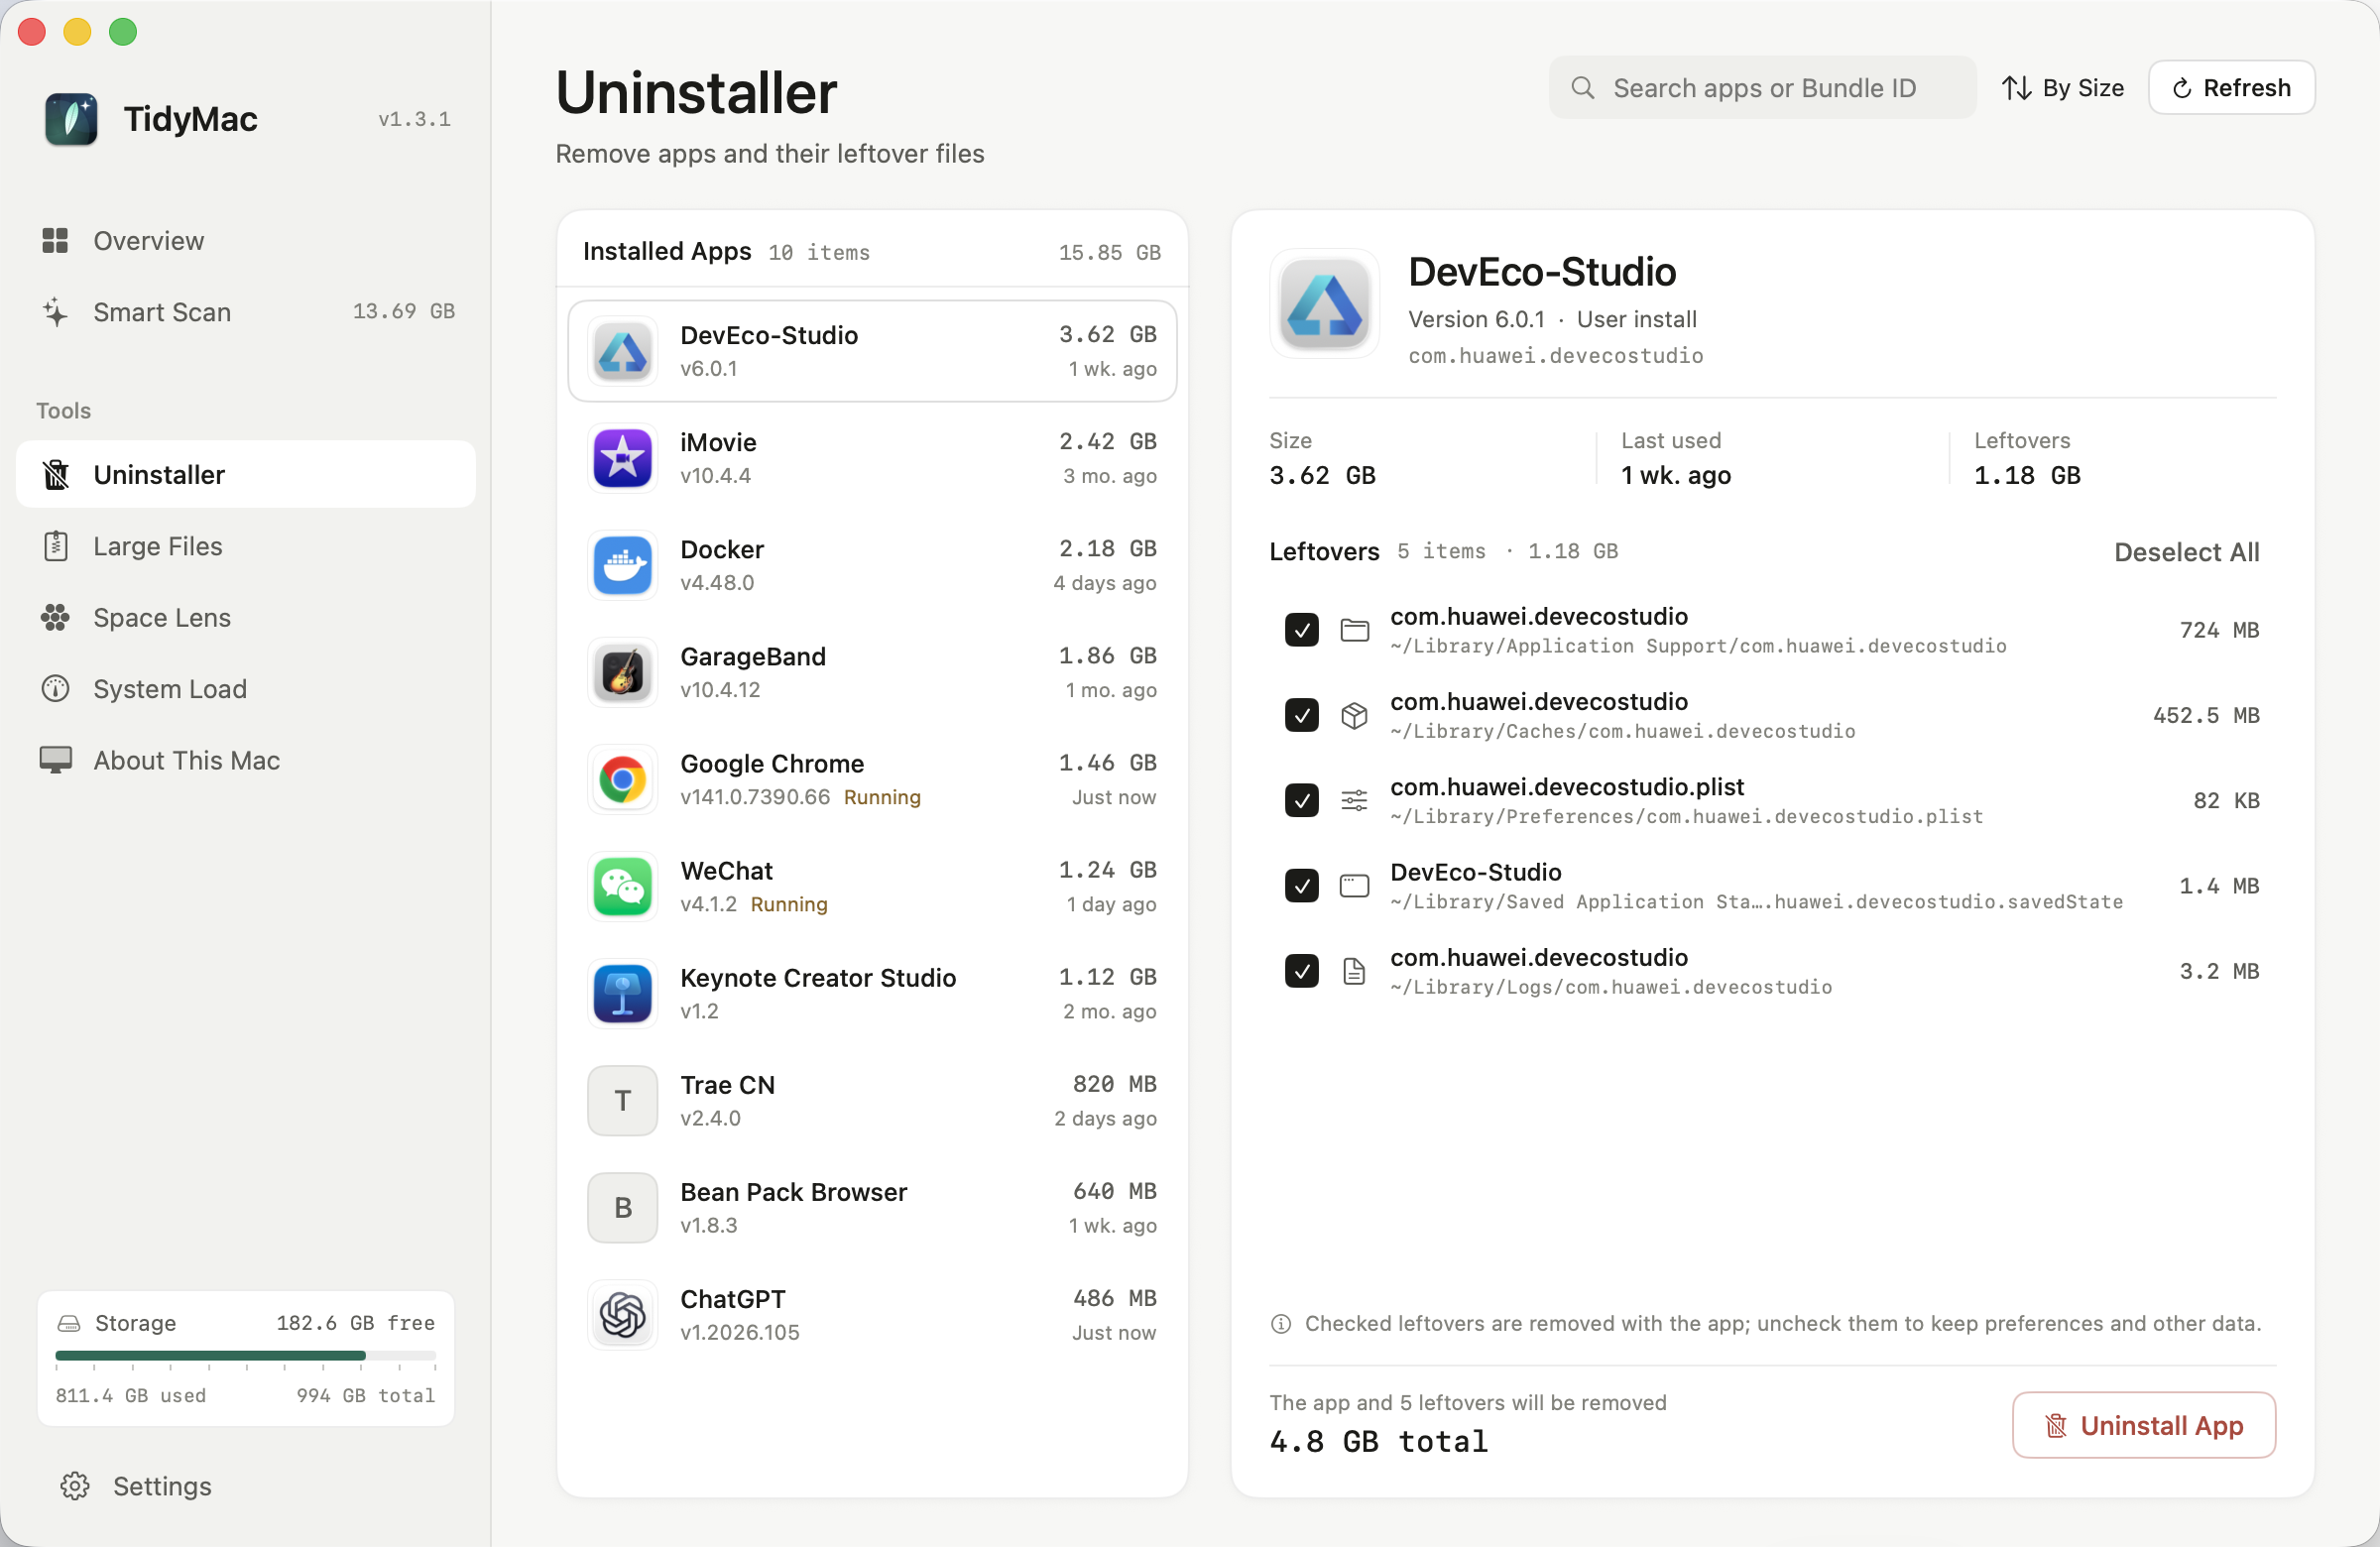 TidyMac
v1.3.1
Overview
Smart Scan
13.69 GB
Tools
Uninstaller
Large Files
Space Lens
System Load
About This Mac
Storage
182.6 GB free
811.4 GB used
994 GB total
Settings
Uninstaller
Remove apps and their leftover files
Search apps or Bundle ID
By Size
Refresh
Installed Apps 10 items
15.85 GB
DevEco-Studio
3.62 GB
v6.0.1
1 wk. ago
iMovie
2.42 GB
v10.4.4
3 mo. ago
Docker
2.18 GB
v4.48.0
4 days ago
GarageBand
1.86 GB
v10.4.12
1 mo. ago
Google Chrome
1.46 GB
v141.0.7390.66 Running
Just now
WeChat
1.24 GB
v4.1.2 Running
1 day ago
Keynote Creator Studio
1.12 GB
v1.2
2 mo. ago
T
Trae CN
820 MB
v2.4.0
2 days ago
B
Bean Pack Browser
640 MB
v1.8.3
1 wk. ago
ChatGPT
486 MB
v1.2026.105
Just now
DevEco-Studio
Version 6.0.1 · User install
com.huawei.devecostudio
Size
3.62 GB
Last used
1 wk. ago
Leftovers
1.18 GB
Leftovers 5 items · 1.18 GB
Deselect All
com.huawei.devecostudio
~/Library/Application Support/com.huawei.devecostudio
724 MB
com.huawei.devecostudio
~/Library/Caches/com.huawei.devecostudio
452.5 MB
com.huawei.devecostudio.plist
~/Library/Preferences/com.huawei.devecostudio.plist
82 KB
DevEco-Studio
~/Library/Saved Application Sta….huawei.devecostudio.savedState
1.4 MB
com.huawei.devecostudio
~/Library/Logs/com.huawei.devecostudio
3.2 MB
Checked leftovers are removed with the app; uncheck them to keep preferences and other data.
The app and 5 leftovers will be removed
4.8 GB total
Uninstall App